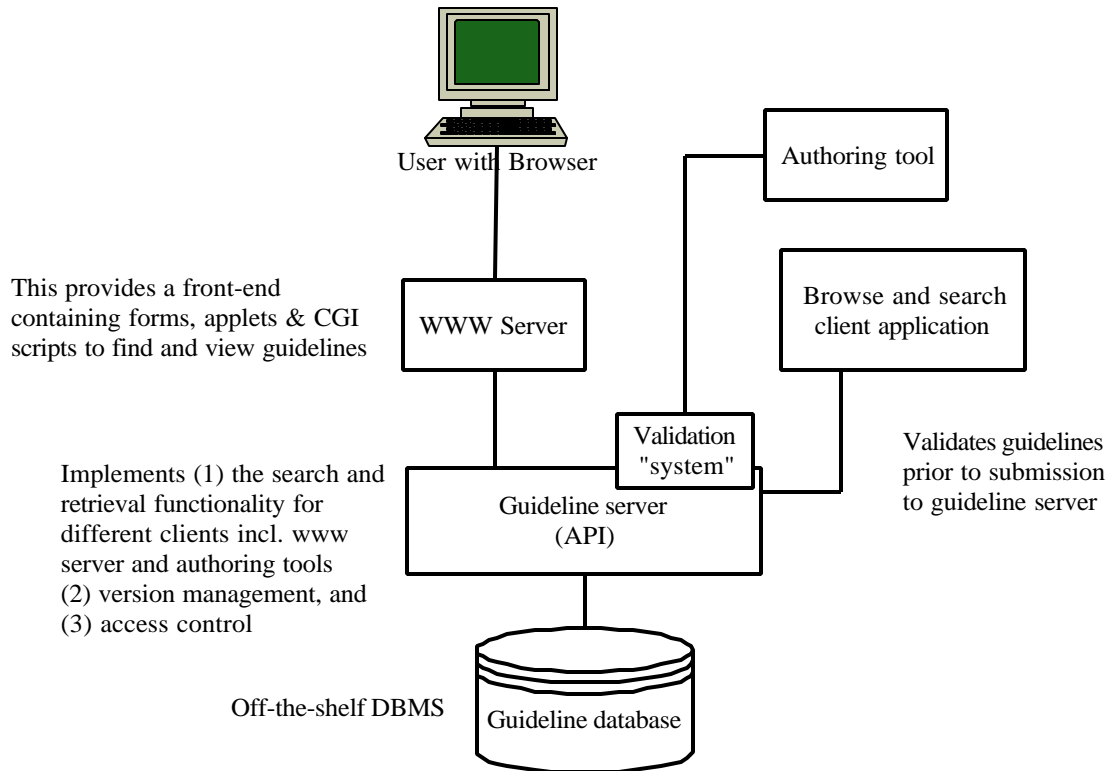 User with Browser
Authoring tool
This provides a front-end
containing forms, applets & CGI
scripts to find and view guidelines
WWW Server
Browse and search
client application
Validation
"system"
Validates guidelines
prior to submission
to guideline server
Implements (1) the search and
retrieval functionality for
different clients incl. www
server and authoring tools
(2) version management, and
(3) access control
Guideline server
(API)
Off-the-shelf DBMS
Guideline database